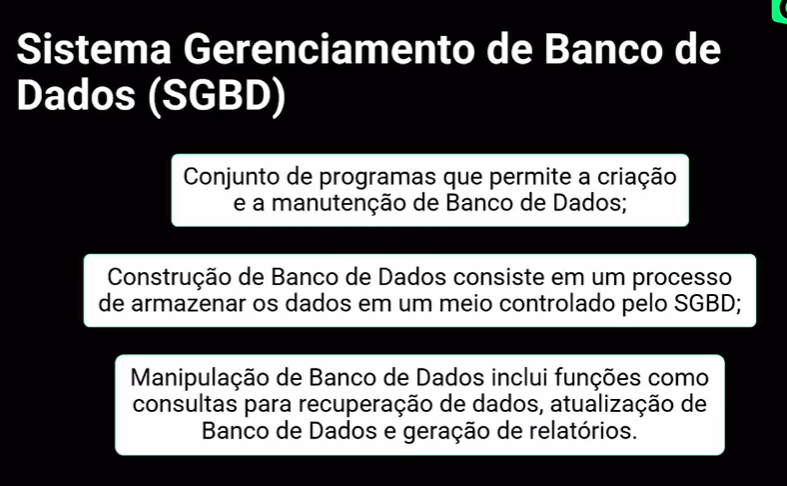 Sistema Gerenciamento de Banco de
Dados (SGBD)
Conjunto de programas que permite a criação
e a manutenção de Banco de Dados;
Construção de Banco de Dados consiste em um processo
de armazenar os dados em um meio controlado pelo SGBD;
Manipulação de Banco de Dados inclui funções como
consultas para recuperação de dados, atualização de
Banco de Dados e geração de relatórios.